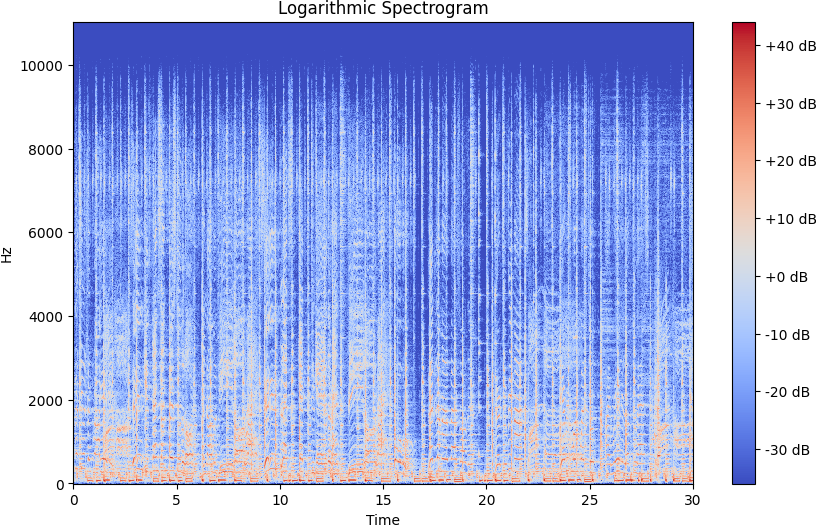 Logarithmic Spectrogram
Hz
10000
8000
6000
4000
2000
0
0 5 10 15 20 25 30
Time
+40 dB
+30 dB
+20 dB
+10 dB
+0 dB
-10 dB
-20 dB
-30 dB